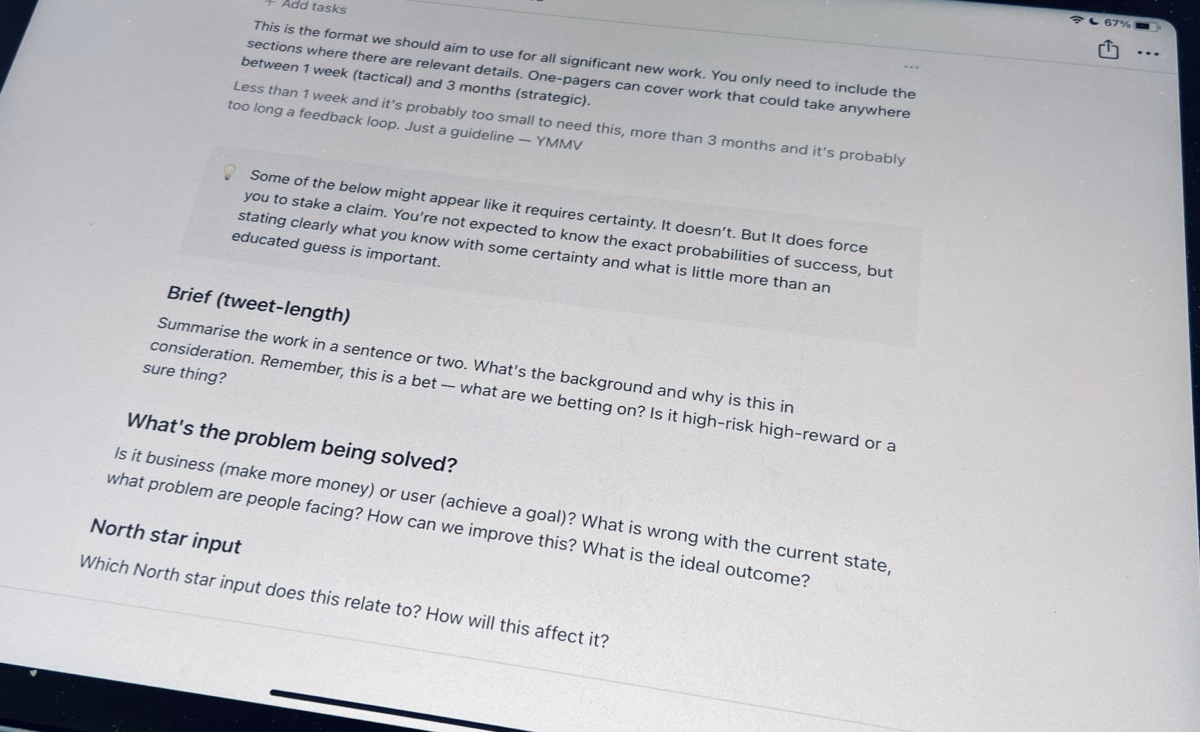 + Add tasks
67%
This is the format we should aim to use for all significant new work. You only need to include the
sections where there are relevant details. One-pagers can cover work that could take anywhere
between 1 week (tactical) and 3 months (strategic).
Less than 1 week and it's probably too small to need this, more than 3 months and it's probably
too long a feedback loop. Just a guideline — YMMV
Some of the below might appear like it requires certainty. It doesn't. But It does force
you to stake a claim. You're not expected to know the exact probabilities of success, but
stating clearly what you know with some certainty and what is little more than an
educated guess is important.
Brief (tweet-length)
Summarise the work in a sentence or two. What's the background and why is this in
consideration. Remember, this is a bet — what are we betting on? Is it high-risk high-reward or a
sure thing?
What's the problem being solved?
Is it business (make more money) or user (achieve a goal)? What is wrong with the current state,
what problem are people facing? How can we improve this? What is the ideal outcome?
North star input
Which North star input does this relate to? How will this affect it?